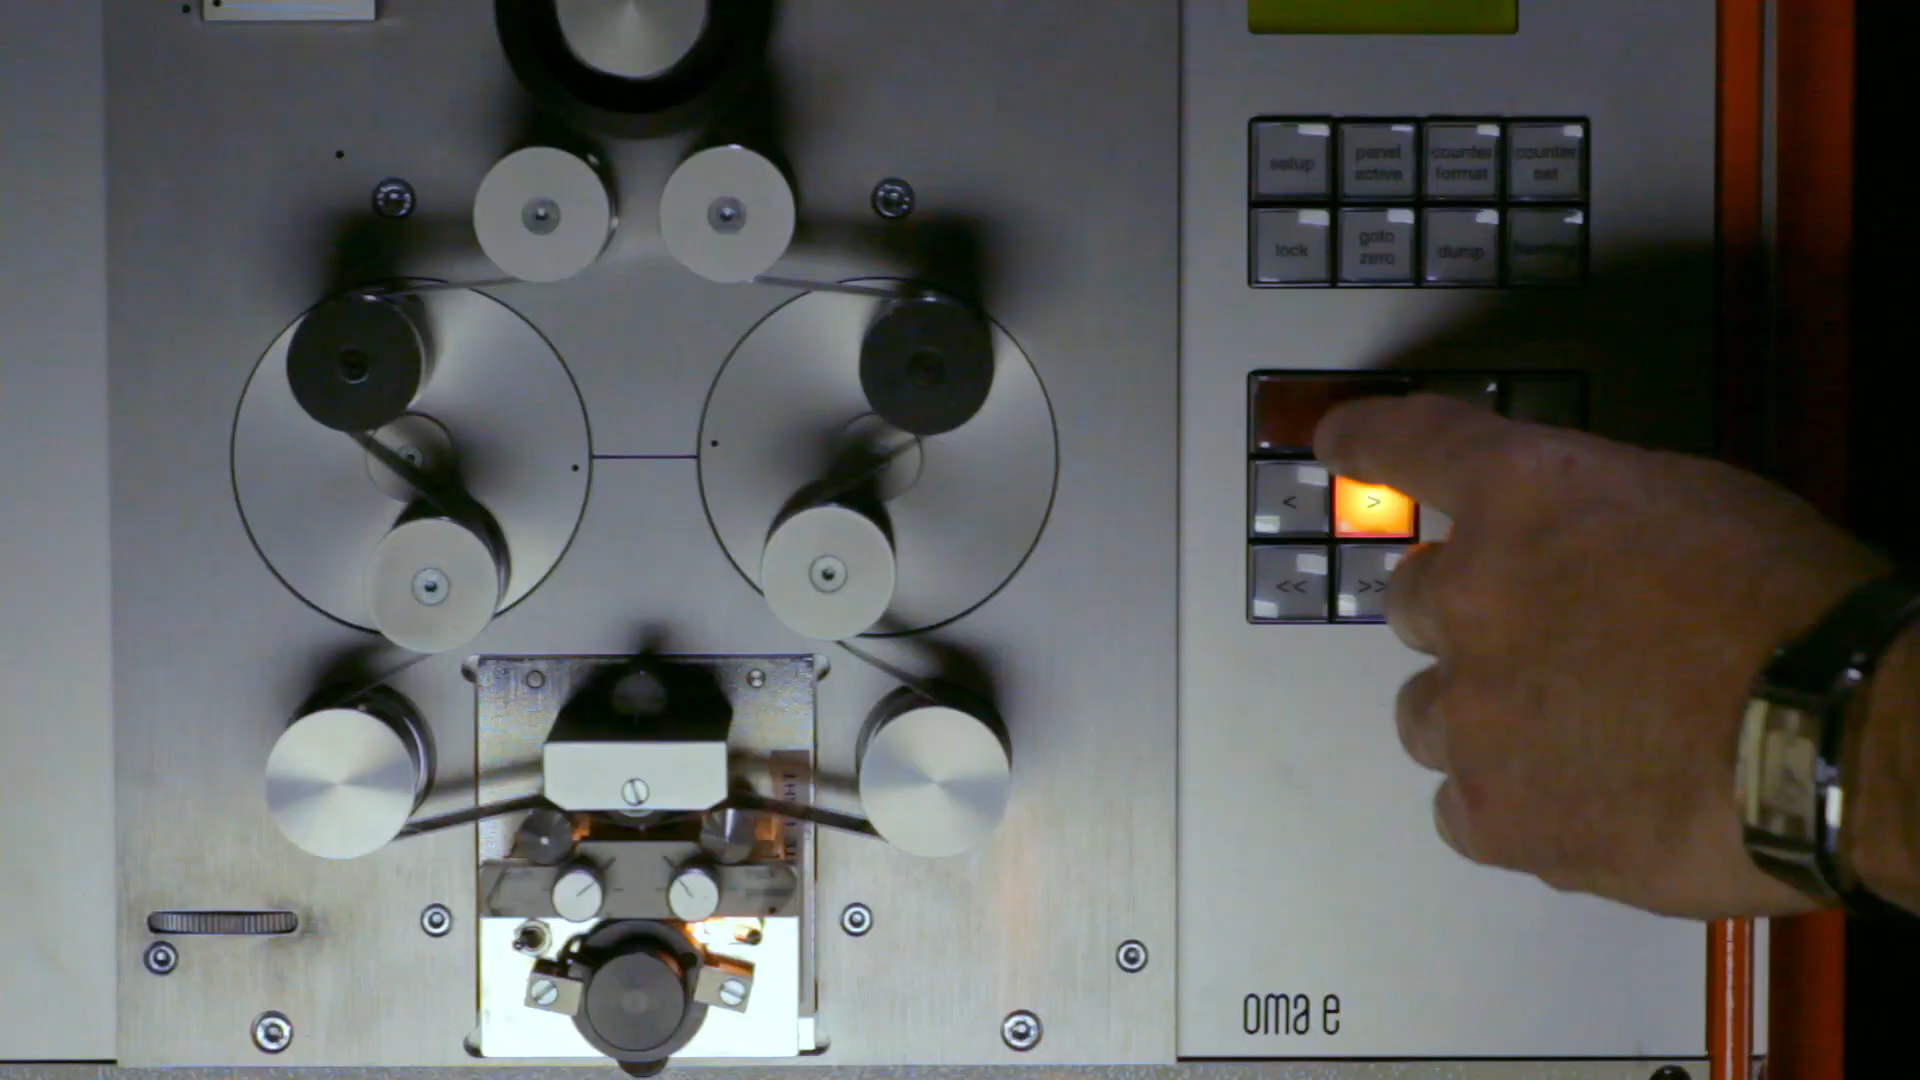 setup
panel
active
counter
format
counter
set
lock
goto
zero
dump
<
>
<<
>>
oma e